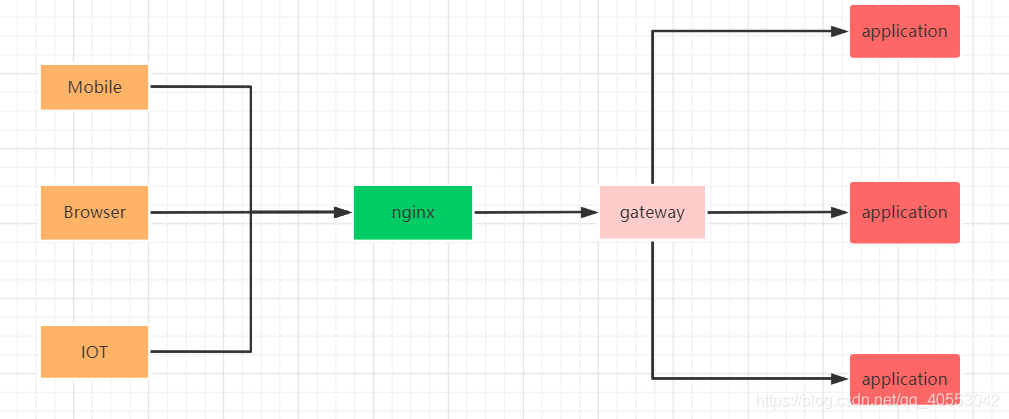 application
Mobile
Browser
nginx
gateway
application
IOT
application
https://blog.csdn.net/qq_40553042